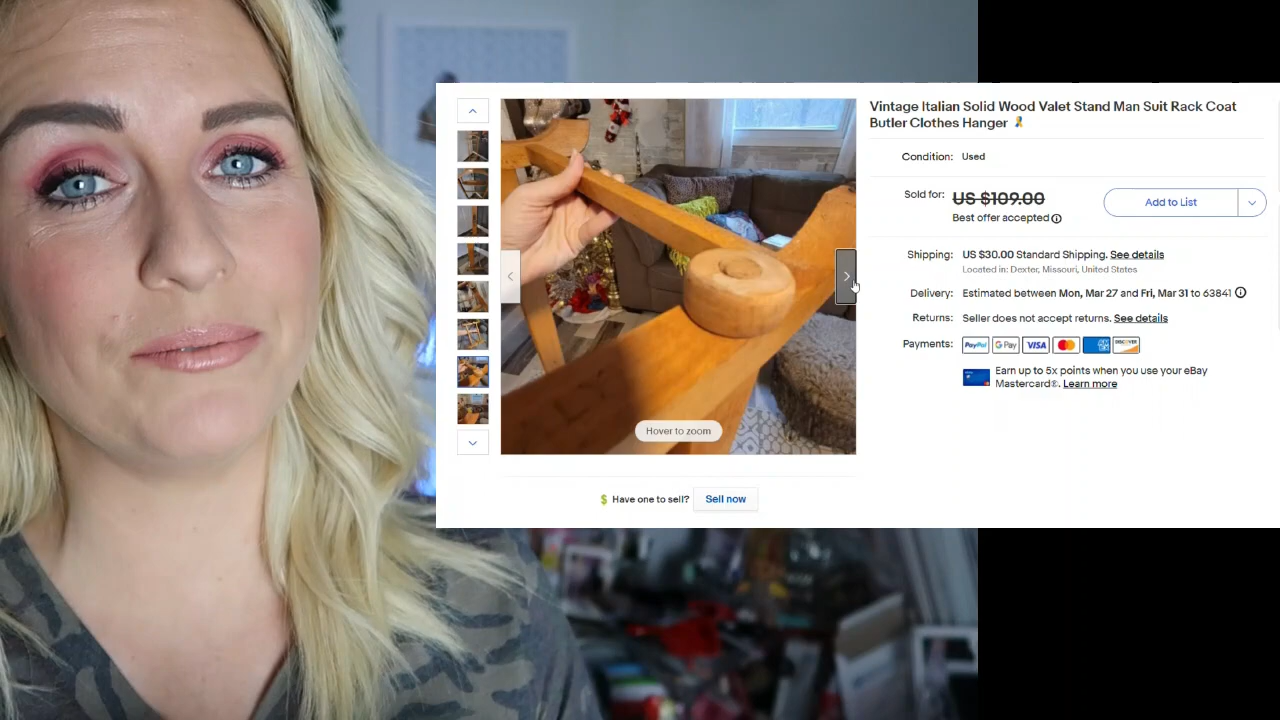 Vintage Italian Solid Wood Valet Stand Man Suit Rack Coat
Butler Clothes Hanger
Condition: Used
Sold for: US $109.00
Best offer accepted
Add to List
Shipping: US $30.00 Standard Shipping. See details
Located in: Dexter, Missouri, United States
Delivery: Estimated between Mon, Mar 27 and Fri, Mar 31 to 63841
Returns: Seller does not accept returns. See details
Payments: PayPal G Pay VISA DISCOVER
Earn up to 5x points when you use your eBay
Mastercard®. Learn more
Hover to zoom
Have one to sell? Sell now